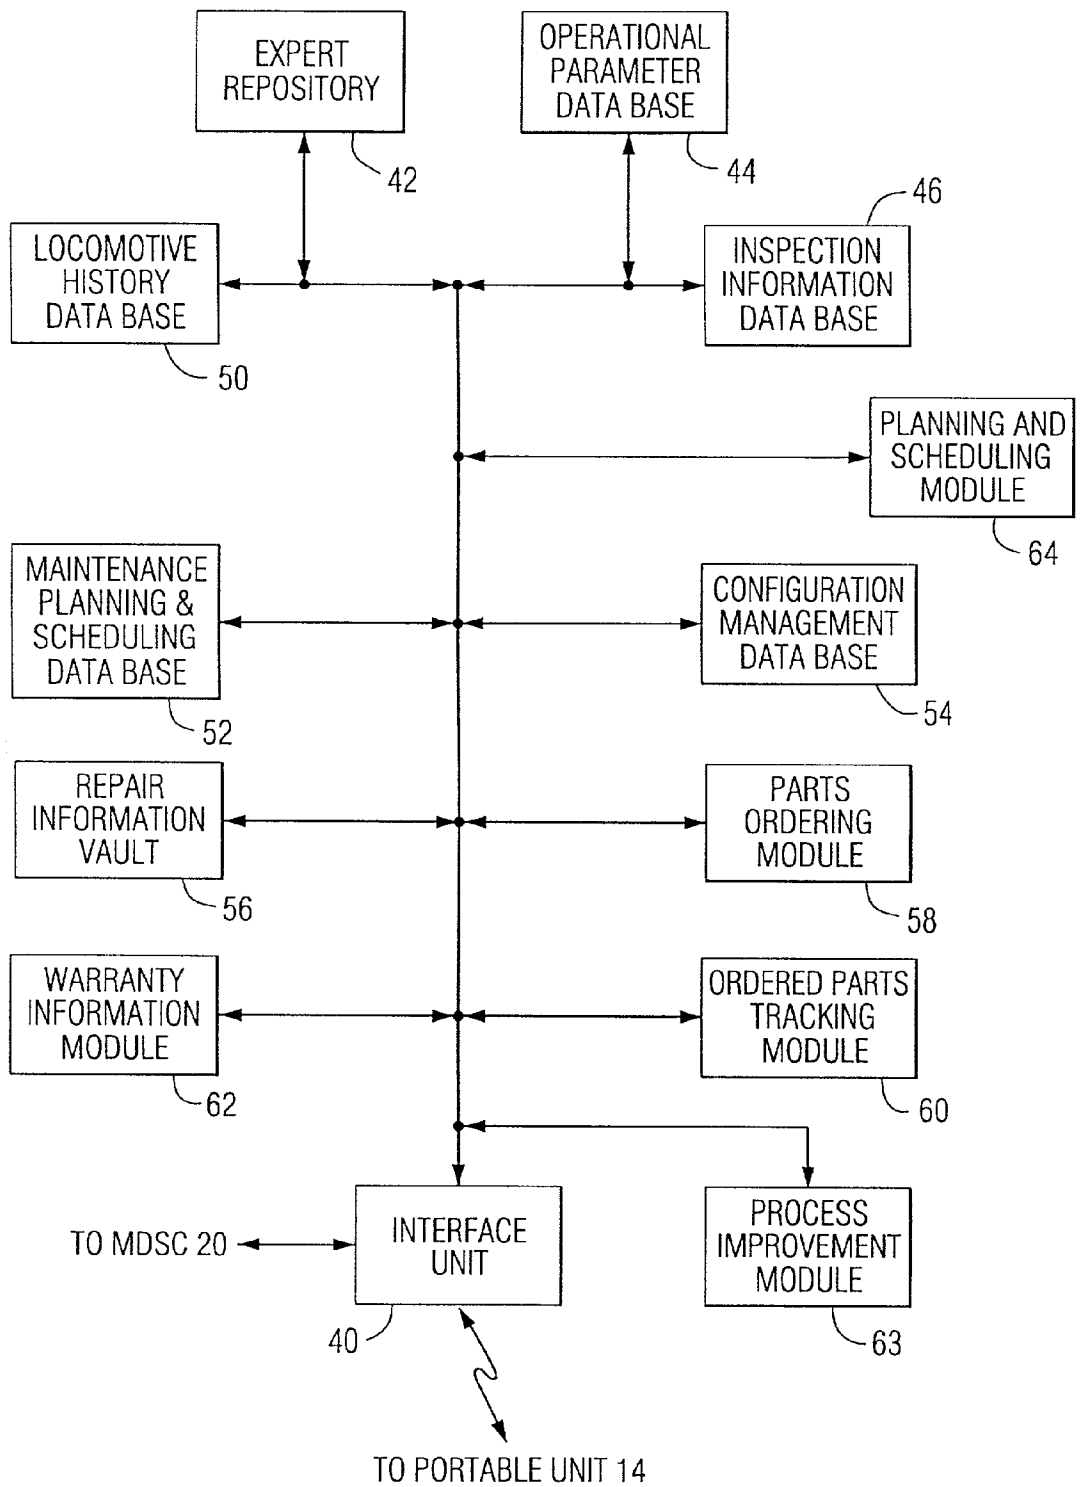 EXPERT
REPOSITORY
42
OPERATIONAL
PARAMETER
DATA BASE
44
46
LOCOMOTIVE
HISTORY
DATA BASE
50
INSPECTION
INFORMATION
DATA BASE
PLANNING AND
SCHEDULING
MODULE
64
MAINTENANCE
PLANNING &
SCHEDULING
DATA BASE
52
CONFIGURATION
MANAGEMENT
DATA BASE
54
REPAIR
INFORMATION
VAULT
56
PARTS
ORDERING
MODULE
58
WARRANTY
INFORMATION
MODULE
62
ORDERED PARTS
TRACKING
MODULE
60
TO MDSC 20
INTERFACE
UNIT
40
PROCESS
IMPROVEMENT
MODULE
63
TO PORTABLE UNIT 14